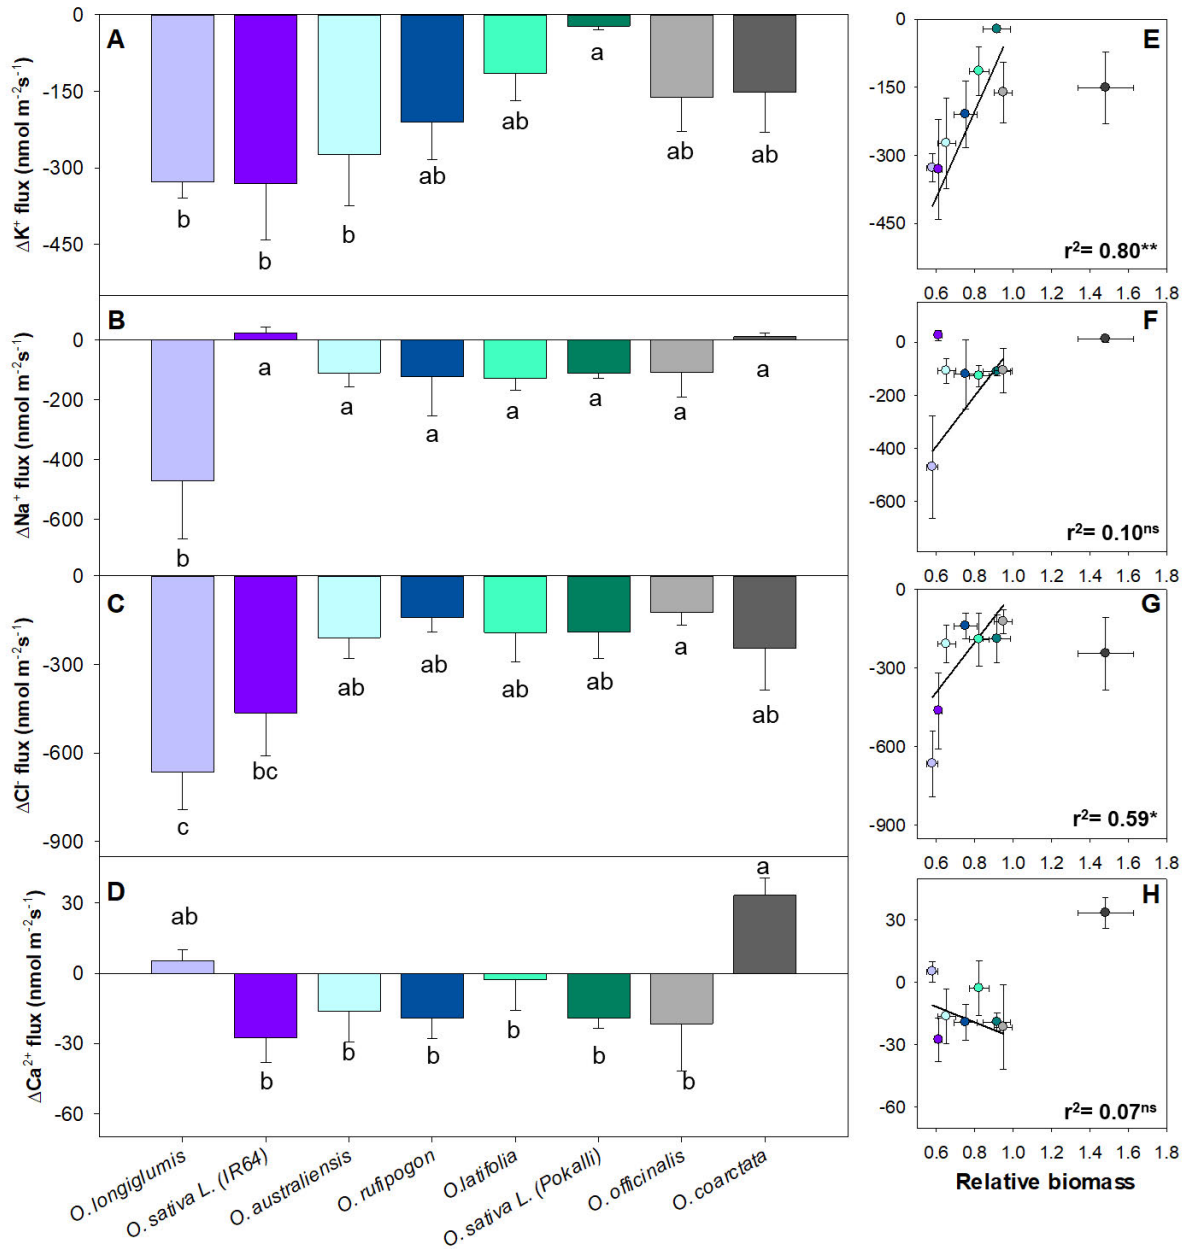 A
ΔK⁺ flux (nmol m⁻²s⁻¹)
0
-150
-300
-450
b
b
b
ab
ab
a
ab
ab
B
ΔNa⁺ flux (nmol m⁻²s⁻¹)
0
-200
-400
-600
b
a
a
a
a
a
a
a
C
ΔCl⁻ flux (nmol m⁻²s⁻¹)
0
-300
-600
-900
c
bc
ab
ab
ab
ab
a
ab
D
ΔCa²⁺ flux (nmol m⁻²s⁻¹)
30
0
-30
-60
ab
b
b
b
b
b
b
a
O. longiglumis
O. sativa L. (IR64)
O. australiensis
O. rufipogon
O.latifolia
O. sativa L. (Pokalli)
O. officinalis
O. coarctata
E
0
-150
-300
-450
r²= 0.80**
0.6 0.8 1.0 1.2 1.4 1.6 1.8
F
0
-200
-400
-600
r²= 0.10ⁿˢ
0.6 0.8 1.0 1.2 1.4 1.6 1.8
G
0
-300
-600
-900
r²= 0.59*
0.6 0.8 1.0 1.2 1.4 1.6 1.8
H
30
0
-30
-60
r²= 0.07ⁿˢ
0.6 0.8 1.0 1.2 1.4 1.6 1.8
Relative biomass